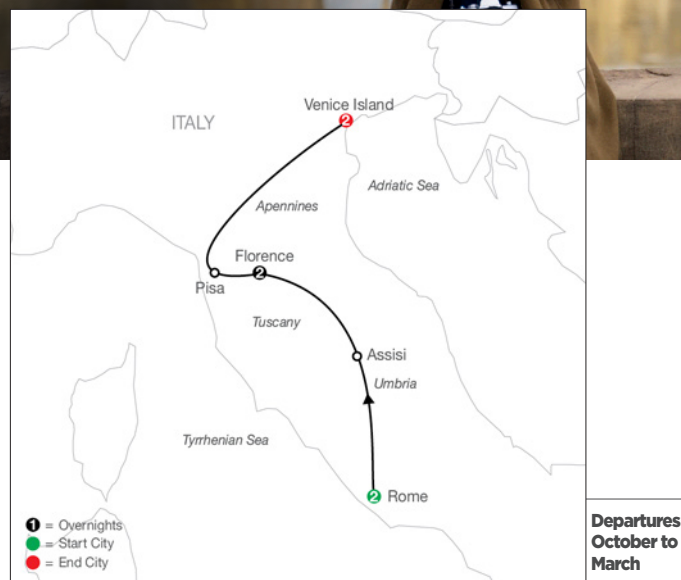 Venice Island
2
ITALY
Adriatic Sea
Apennines
Florence
2
Pisa
Tuscany
Assisi
Umbria
Tyrrhenian Sea
2 Rome
1 = Overnights
= Start City
= End City
Departures
October to
March